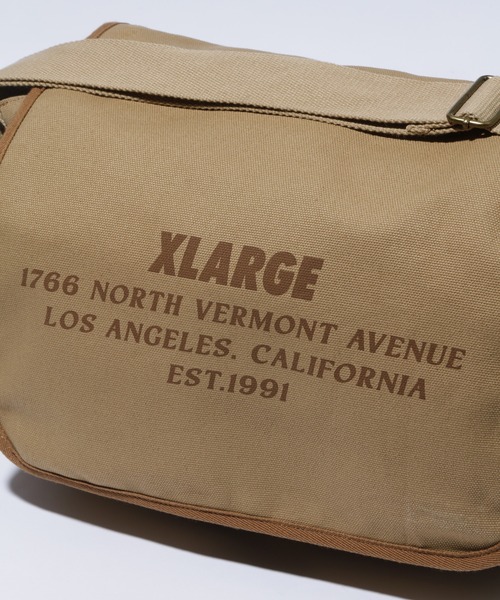 XLARGE
1766 NORTH VERMONT AVENUE
LOS ANGELES. CALIFORNIA
EST.1991